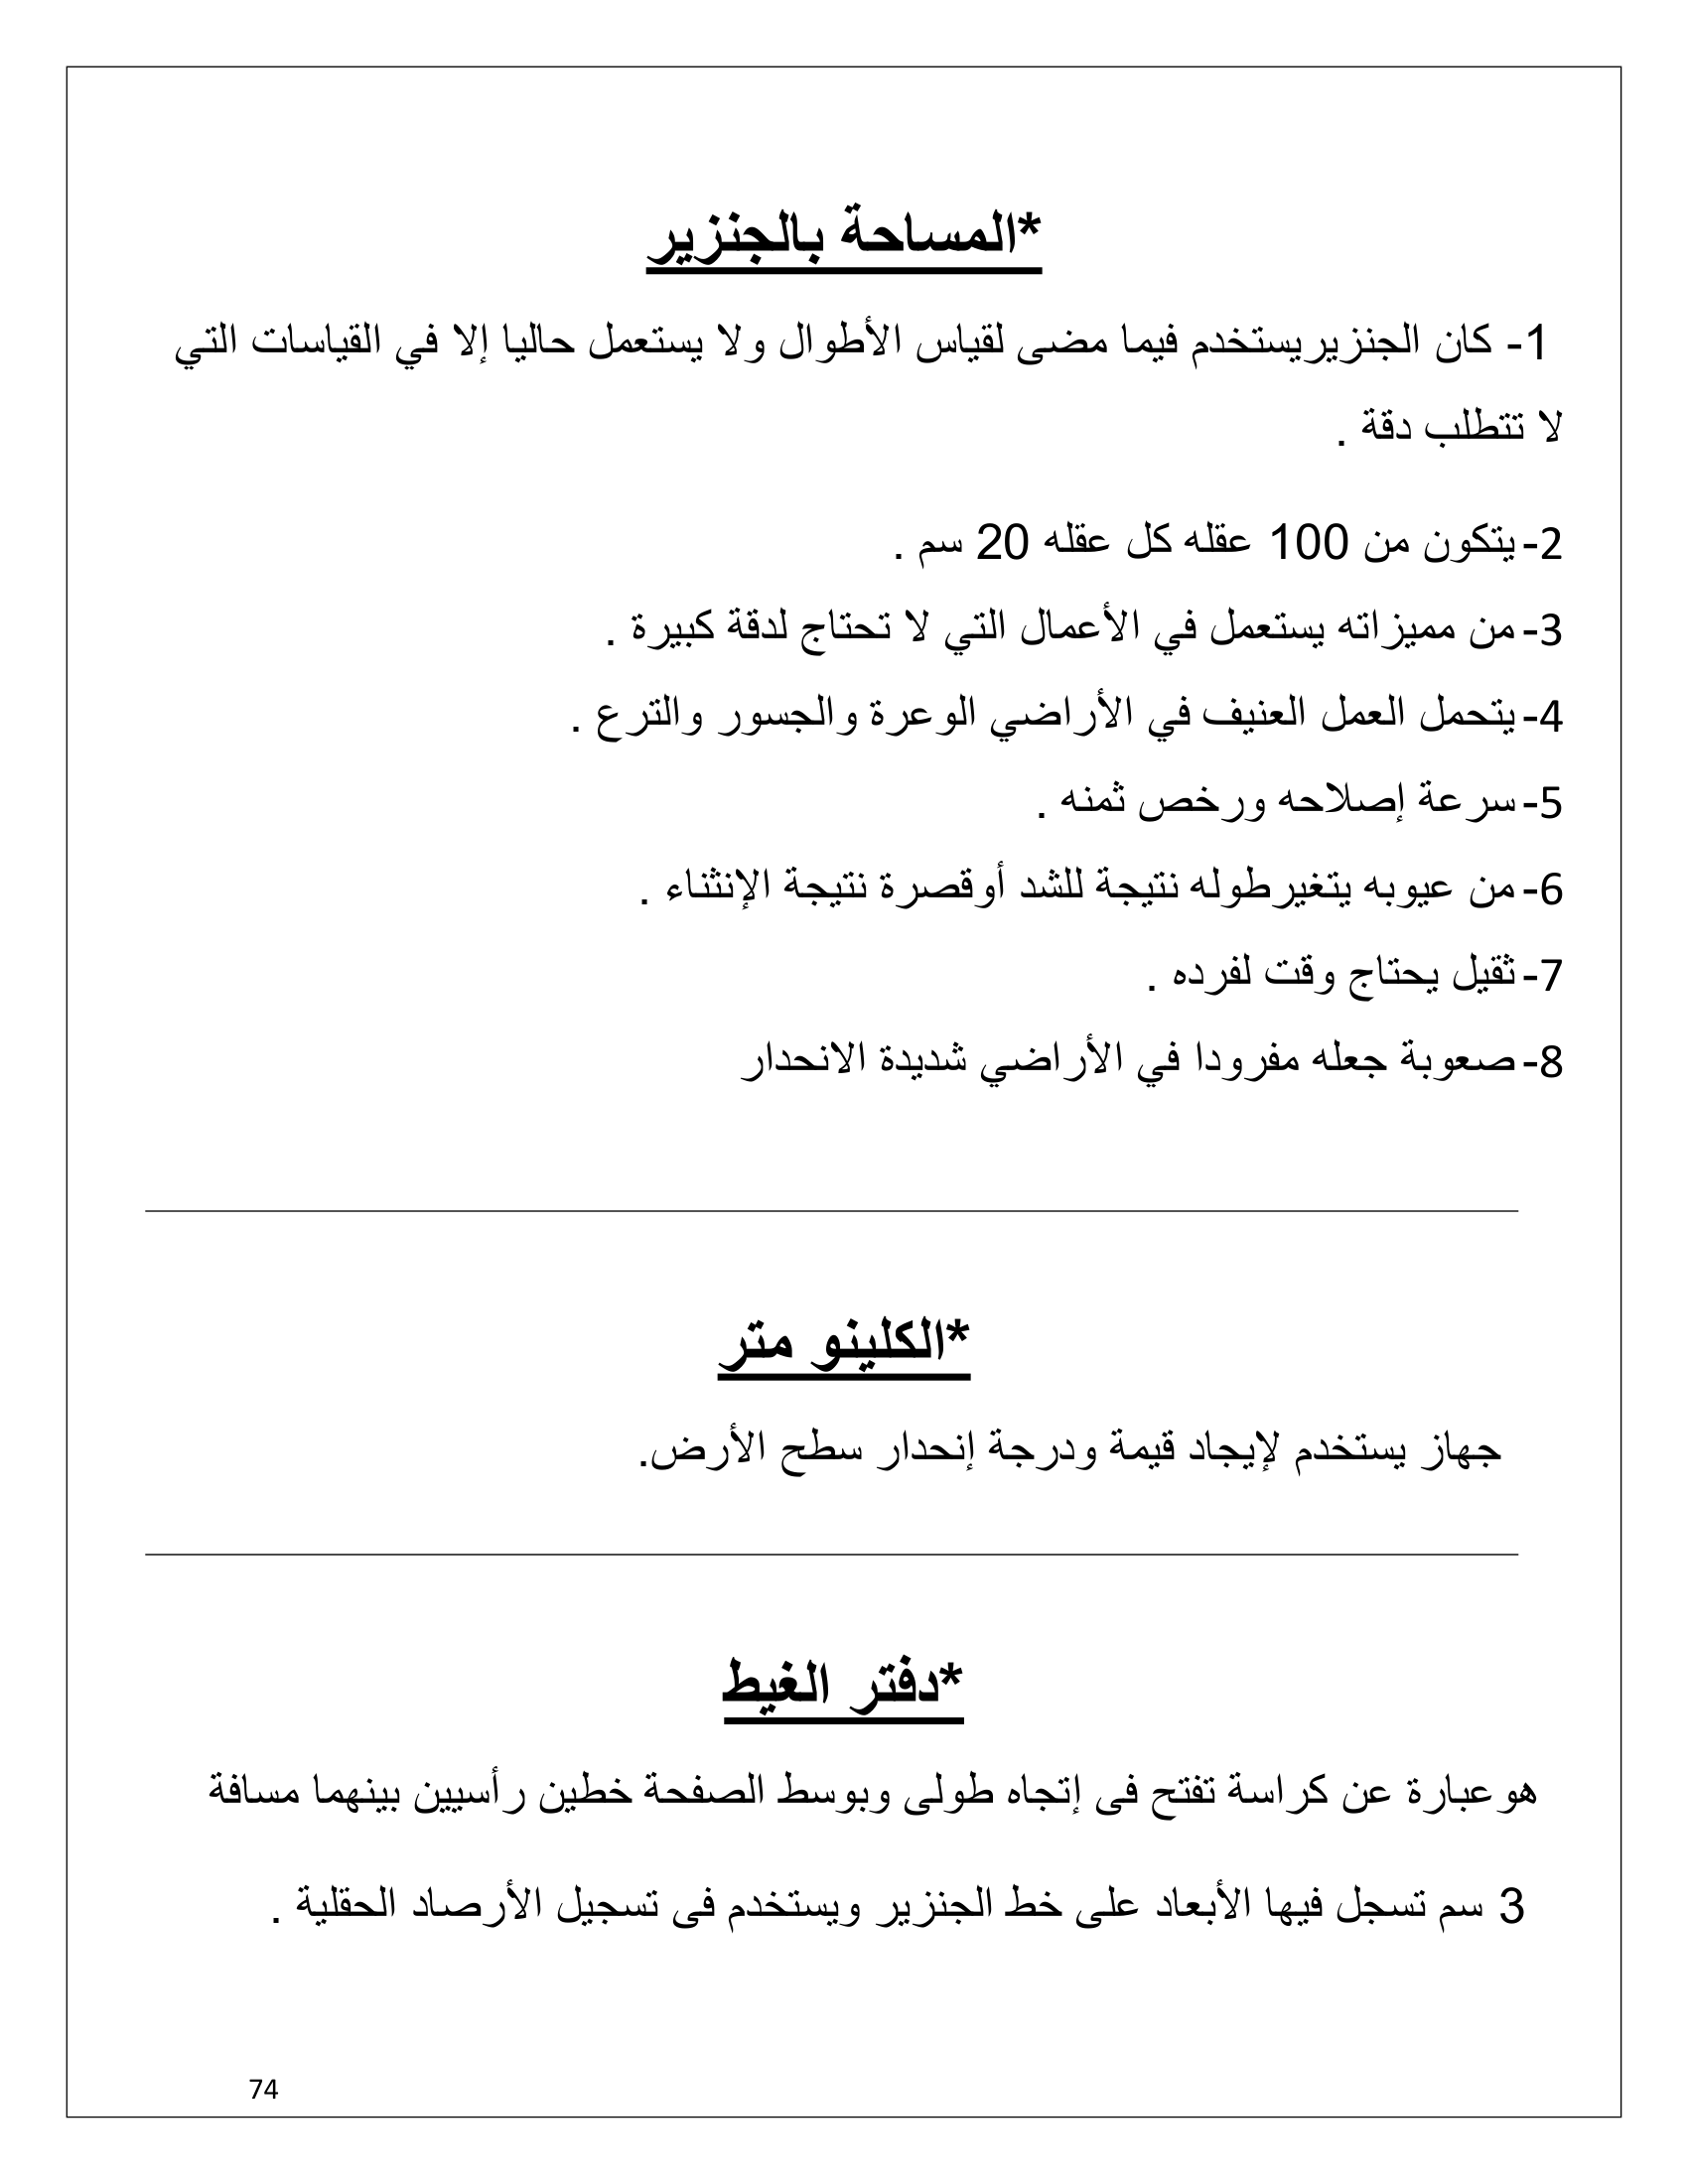 *المساحة بالجنزير
1- كان الجنزيريستخدم فيما مضى لقياس الأطوال ولا يستعمل حاليا إلا في القياسات التي
لا تتطلب دقة .
2- يتكون من 100 عقله كل عقله 20 سم .
3- من مميزاته يستعمل في الأعمال التي لا تحتاج لدقة كبيرة .
4- يتحمل العمل العنيف في الأراضي الوعرة والجسور والترع .
5- سرعة إصلاحه ورخص ثمنه .
6- من عيوبه يتغيرطوله نتيجة للشد أوقصرة نتيجة الإنثناء .
7- ثقيل يحتاج وقت لفرده .
8- صعوبة جعله مفرودا في الأراضي شديدة الانحدار
*الكلينو متر
جهاز يستخدم لإيجاد قيمة ودرجة إنحدار سطح الأرض.
*دفتر الغيط
هوعبارة عن كراسة تفتح فى إتجاه طولى وبوسط الصفحة خطين رأسيين بينهما مسافة
3 سم تسجل فيها الأبعاد على خط الجنزير ويستخدم فى تسجيل الأرصاد الحقلية .
74